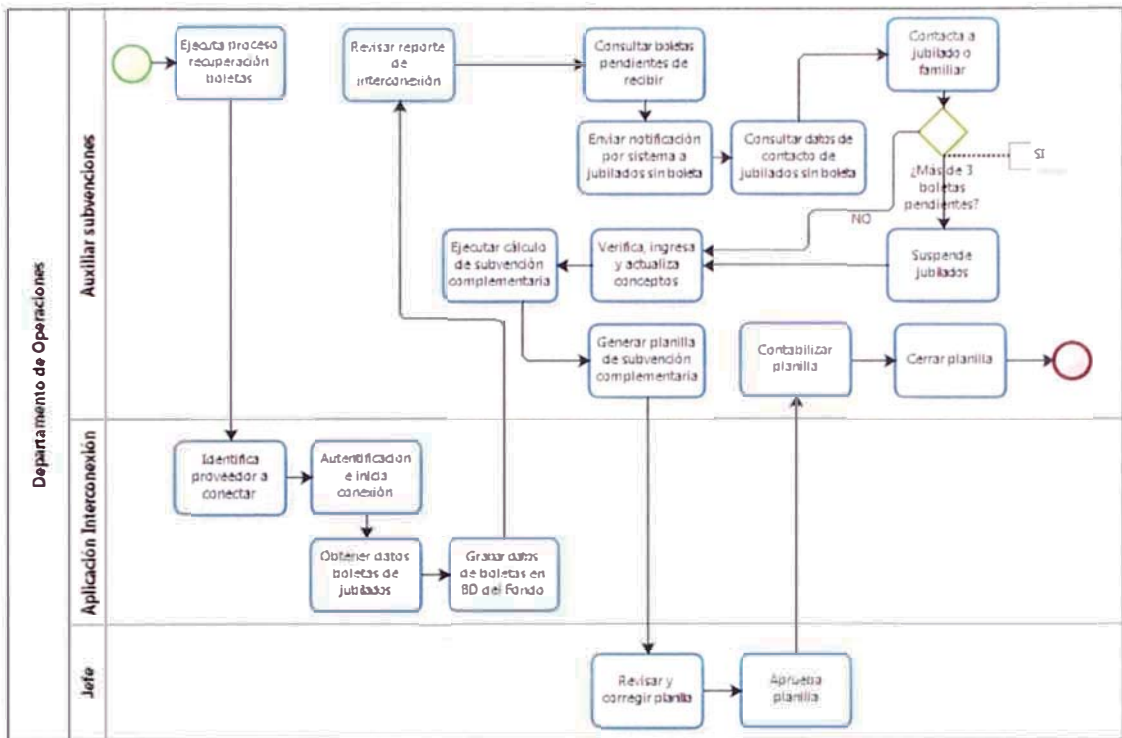 Departamento de Operaciones
Auxiliar subvenciones
Ejecuta proceso
recuperación
boletas
Revisar reporte
de
interconexión
Consultar boletas
pendientes de
recibir
Contacta a
jubilado o
familiar
Enviar notificación
por sistema a
jubilados sin boleta
Consultar datos de
contacto de
jubilados sin boleta
SI
¿Más de 3
boletas
pendientes?
NO
Ejecutar cálculo
de subvención
complementaria
Verifica, ingresa
y actualiza
conceptos
Suspende
jubilados
Generar planilla
de subvención
complementaria
Contabilizar
planilla
Cerrar planilla
Aplicación Interconexión
Identifica
proveedor a
conectar
Autentificacion
e inicia
conexión
Obtener datos
boletas de
jubilados
Grabar datos
de boletas en
BD del Fondo
Jefe
Revisar y
corregir planilla
Aprueba
planilla